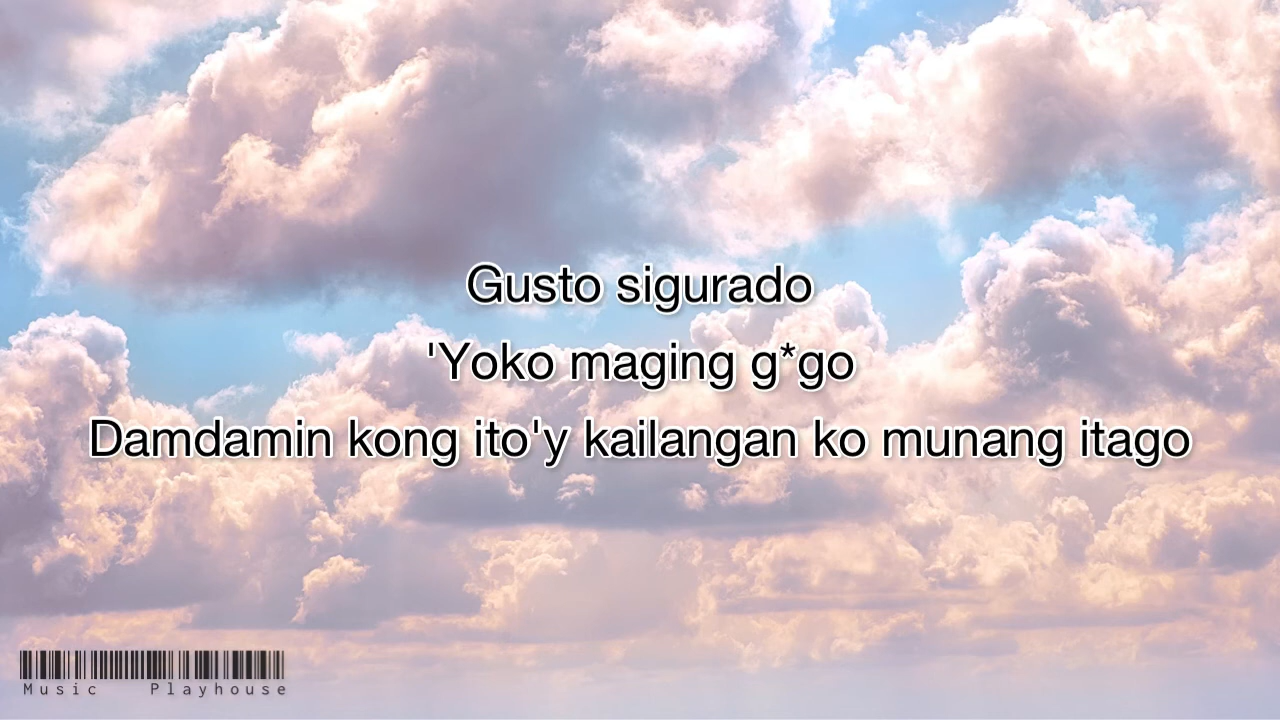 Gusto sigurado
'Yoko maging g*go
Damdamin kong ito'y kailangan ko munang itago
Music Playhouse